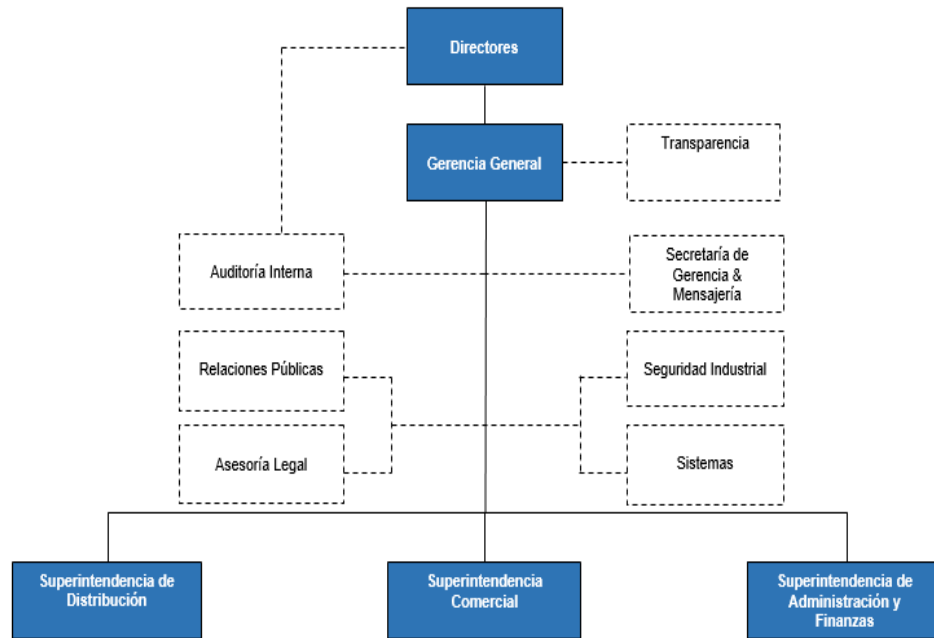 Directores
Gerencia General
Transparencia
Auditoría Interna
Secretaría de
Gerencia &
Mensajería
Relaciones Públicas
Seguridad Industrial
Asesoría Legal
Sistemas
Superintendencia de
Distribución
Superintendencia
Comercial
Superintendencia de
Administración y
Finanzas